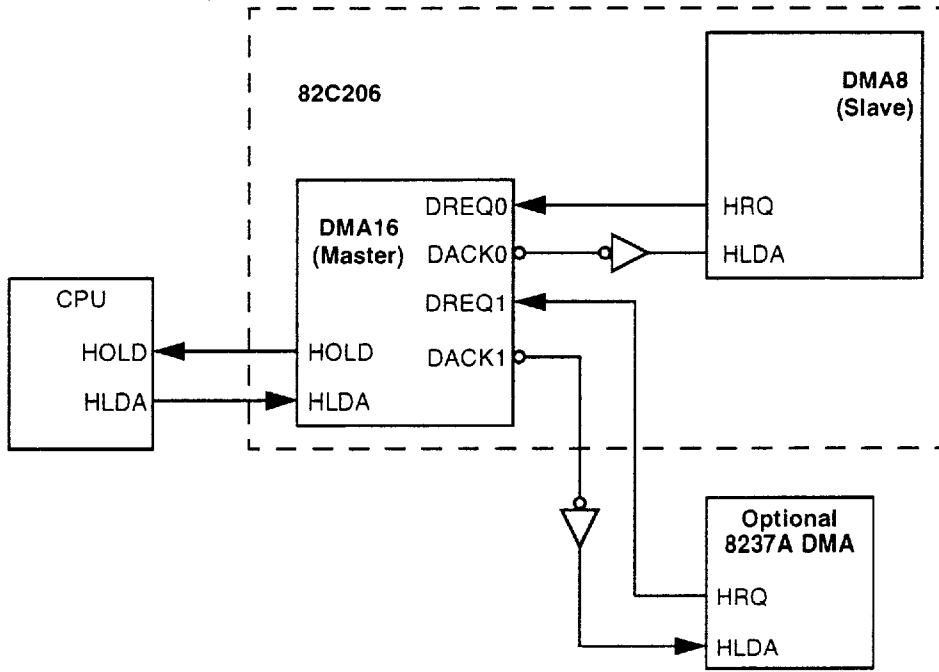 82C206
DMA8
(Slave)
HRQ
HLDA
DMA16
(Master)
DREQ0
DACK0
DREQ1
DACK1
HOLD
HLDA
CPU
HOLD
HLDA
Optional
8237A DMA
HRQ
HLDA